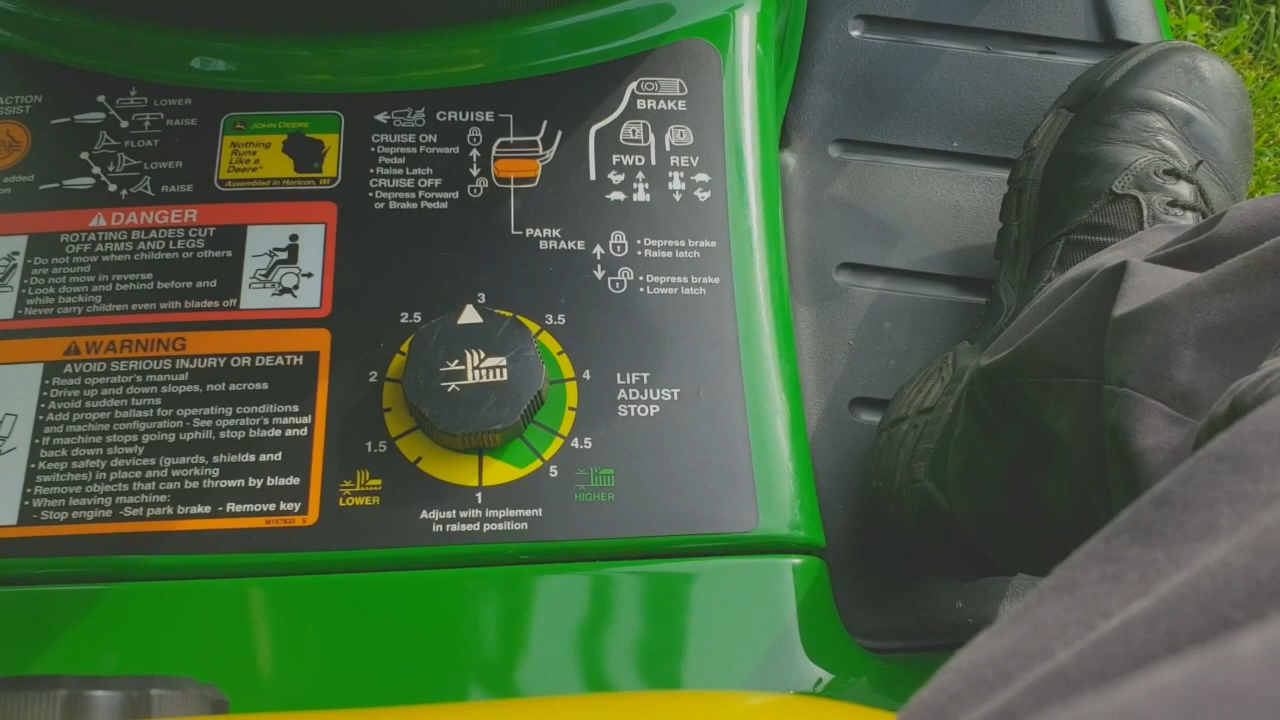 ACTION
ASSIST
added
LOWER
RAISE
FLOAT
LOWER
RAISE
JOHN DEERE
Nothing
Runs
Like a
Deere™
Assembled in Horicon, WI
CRUISE
CRUISE ON
• Depress Forward
Pedal
• Raise Latch
CRUISE OFF
• Depress Forward
or Brake Pedal
BRAKE
FWD
REV
PARK
BRAKE
• Depress brake
• Raise latch
• Depress brake
• Lower latch
DANGER
ROTATING BLADES CUT
OFF ARMS AND LEGS
• Do not mow when children or others
are around
• Do not mow in reverse
• Look down and behind before and
while backing
• Never carry children even with blades off
WARNING
AVOID SERIOUS INJURY OR DEATH
• Read operator's manual
• Drive up and down slopes, not across
• Avoid sudden turns
• Add proper ballast for operating conditions
and machine configuration - See operator's manual
• If machine stops going uphill, stop blade and
back down slowly
• Keep safety devices (guards, shields and
switches) in place and working
• Remove objects that can be thrown by blade
• When leaving machine:
- Stop engine -Set park brake - Remove key
3
2.5
3.5
2
4
1.5
4.5
5
1
LIFT
ADJUST
STOP
LOWER
HIGHER
Adjust with implement
in raised position